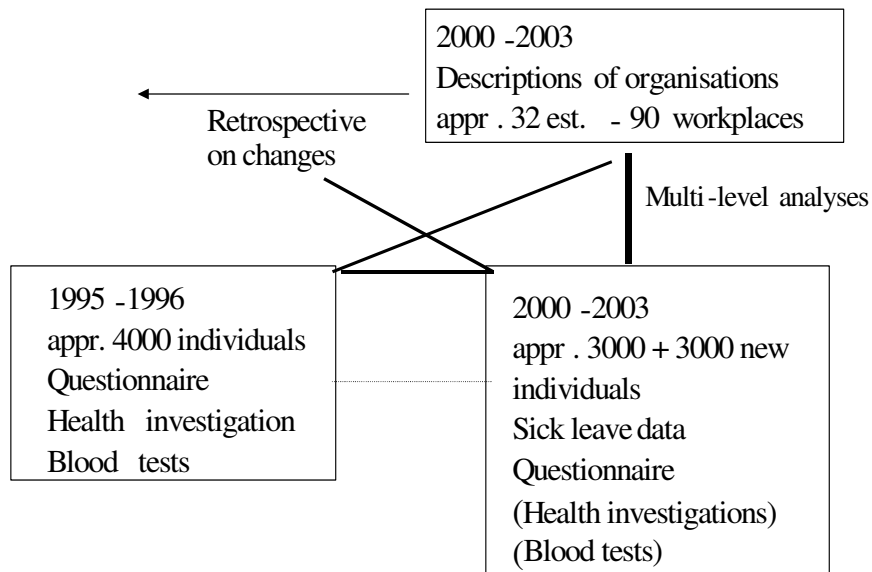 2000 -2003
Descriptions of organisations
appr . 32 est. - 90 workplaces
Retrospective
on changes
Multi-level analyses
1995 -1996
appr. 4000 individuals
Questionnaire
Health investigation
Blood tests
2000 -2003
appr . 3000 + 3000 new
individuals
Sick leave data
Questionnaire
(Health investigations)
(Blood tests)